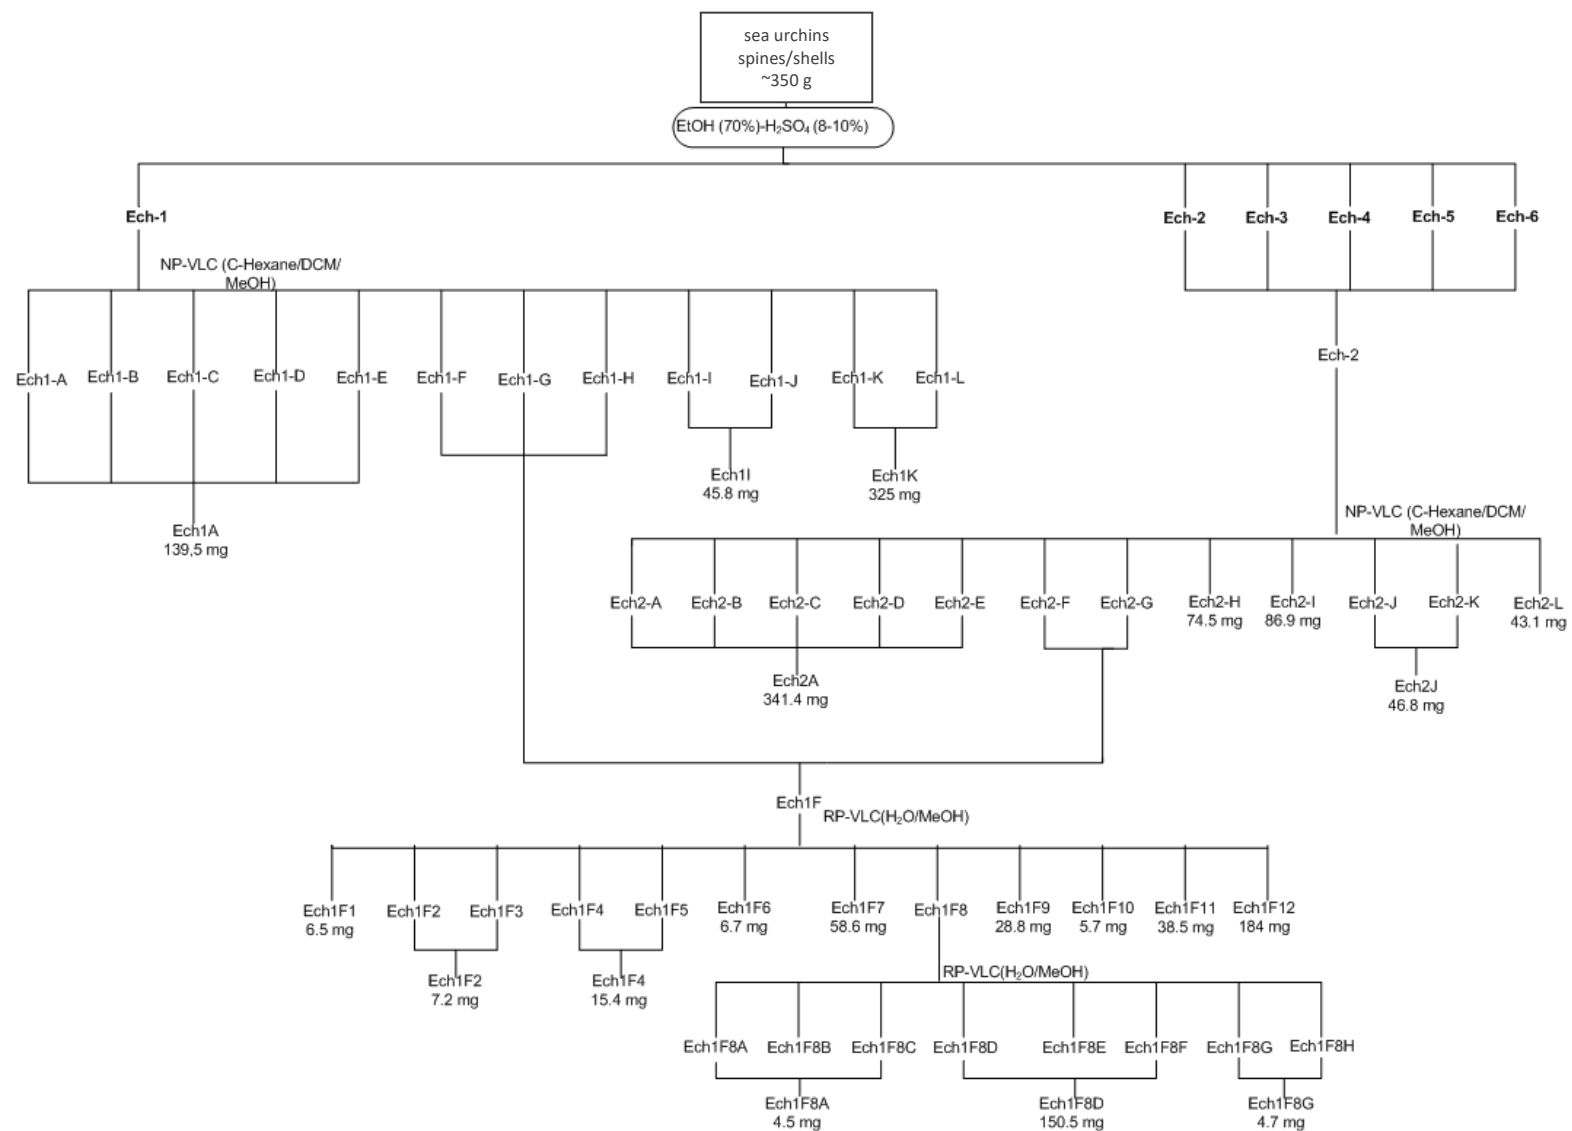 sea urchins
spines/shells
~350 g
EtOH (70%)-H₂SO₄ (8-10%)
Ech-1
Ech-2
Ech-3
Ech-4
Ech-5
Ech-6
NP-VLC (C-Hexane/DCM/
MeOH)
Ech-2
Ech1-A
Ech1-B
Ech1-C
Ech1-D
Ech1-E
Ech1-F
Ech1-G
Ech1-H
Ech1-I
Ech1-J
Ech1-K
Ech1-L
Ech1I
45.8 mg
Ech1K
325 mg
Ech1A
139,5 mg
NP-VLC (C-Hexane/DCM/
MeOH)
Ech2-A
Ech2-B
Ech2-C
Ech2-D
Ech2-E
Ech2-F
Ech2-G
Ech2-H
74.5 mg
Ech2-I
86.9 mg
Ech2-J
Ech2-K
Ech2-L
43.1 mg
Ech2A
341.4 mg
Ech2J
46.8 mg
Ech1F
RP-VLC(H₂O/MeOH)
Ech1F1
6.5 mg
Ech1F2
Ech1F3
Ech1F4
Ech1F5
Ech1F6
6.7 mg
Ech1F7
58.6 mg
Ech1F8
Ech1F9
28.8 mg
Ech1F10
5.7 mg
Ech1F11
38.5 mg
Ech1F12
184 mg
Ech1F2
7.2 mg
Ech1F4
15.4 mg
RP-VLC(H₂O/MeOH)
Ech1F8A
Ech1F8B
Ech1F8C
Ech1F8D
Ech1F8E
Ech1F8F
Ech1F8G
Ech1F8H
Ech1F8A
4.5 mg
Ech1F8D
150.5 mg
Ech1F8G
4.7 mg